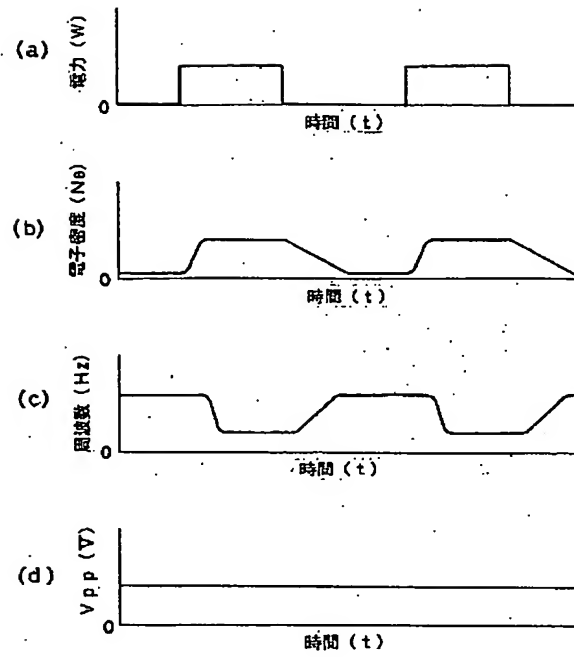 (a)
電力 (W)
0
時間 (t)
(b)
電子密度 (Ne)
0
時間 (t)
(c)
周波数 (Hz)
0
時間 (t)
(d)
Vpp (V)
0
時間 (t)